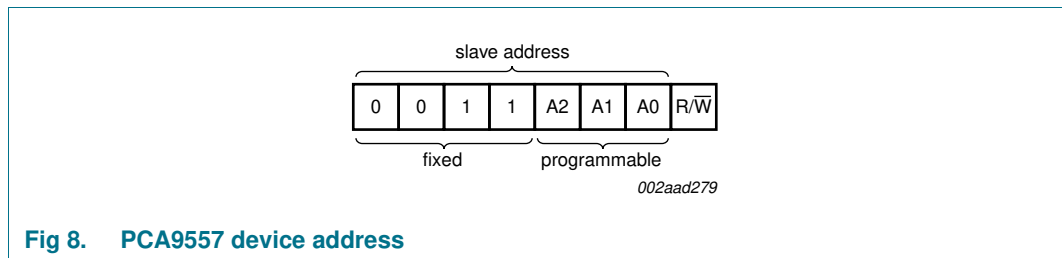 slave address
0 0 1 1 A2 A1 A0 R/W̅
fixed programmable
002aad279
Fig 8. PCA9557 device address